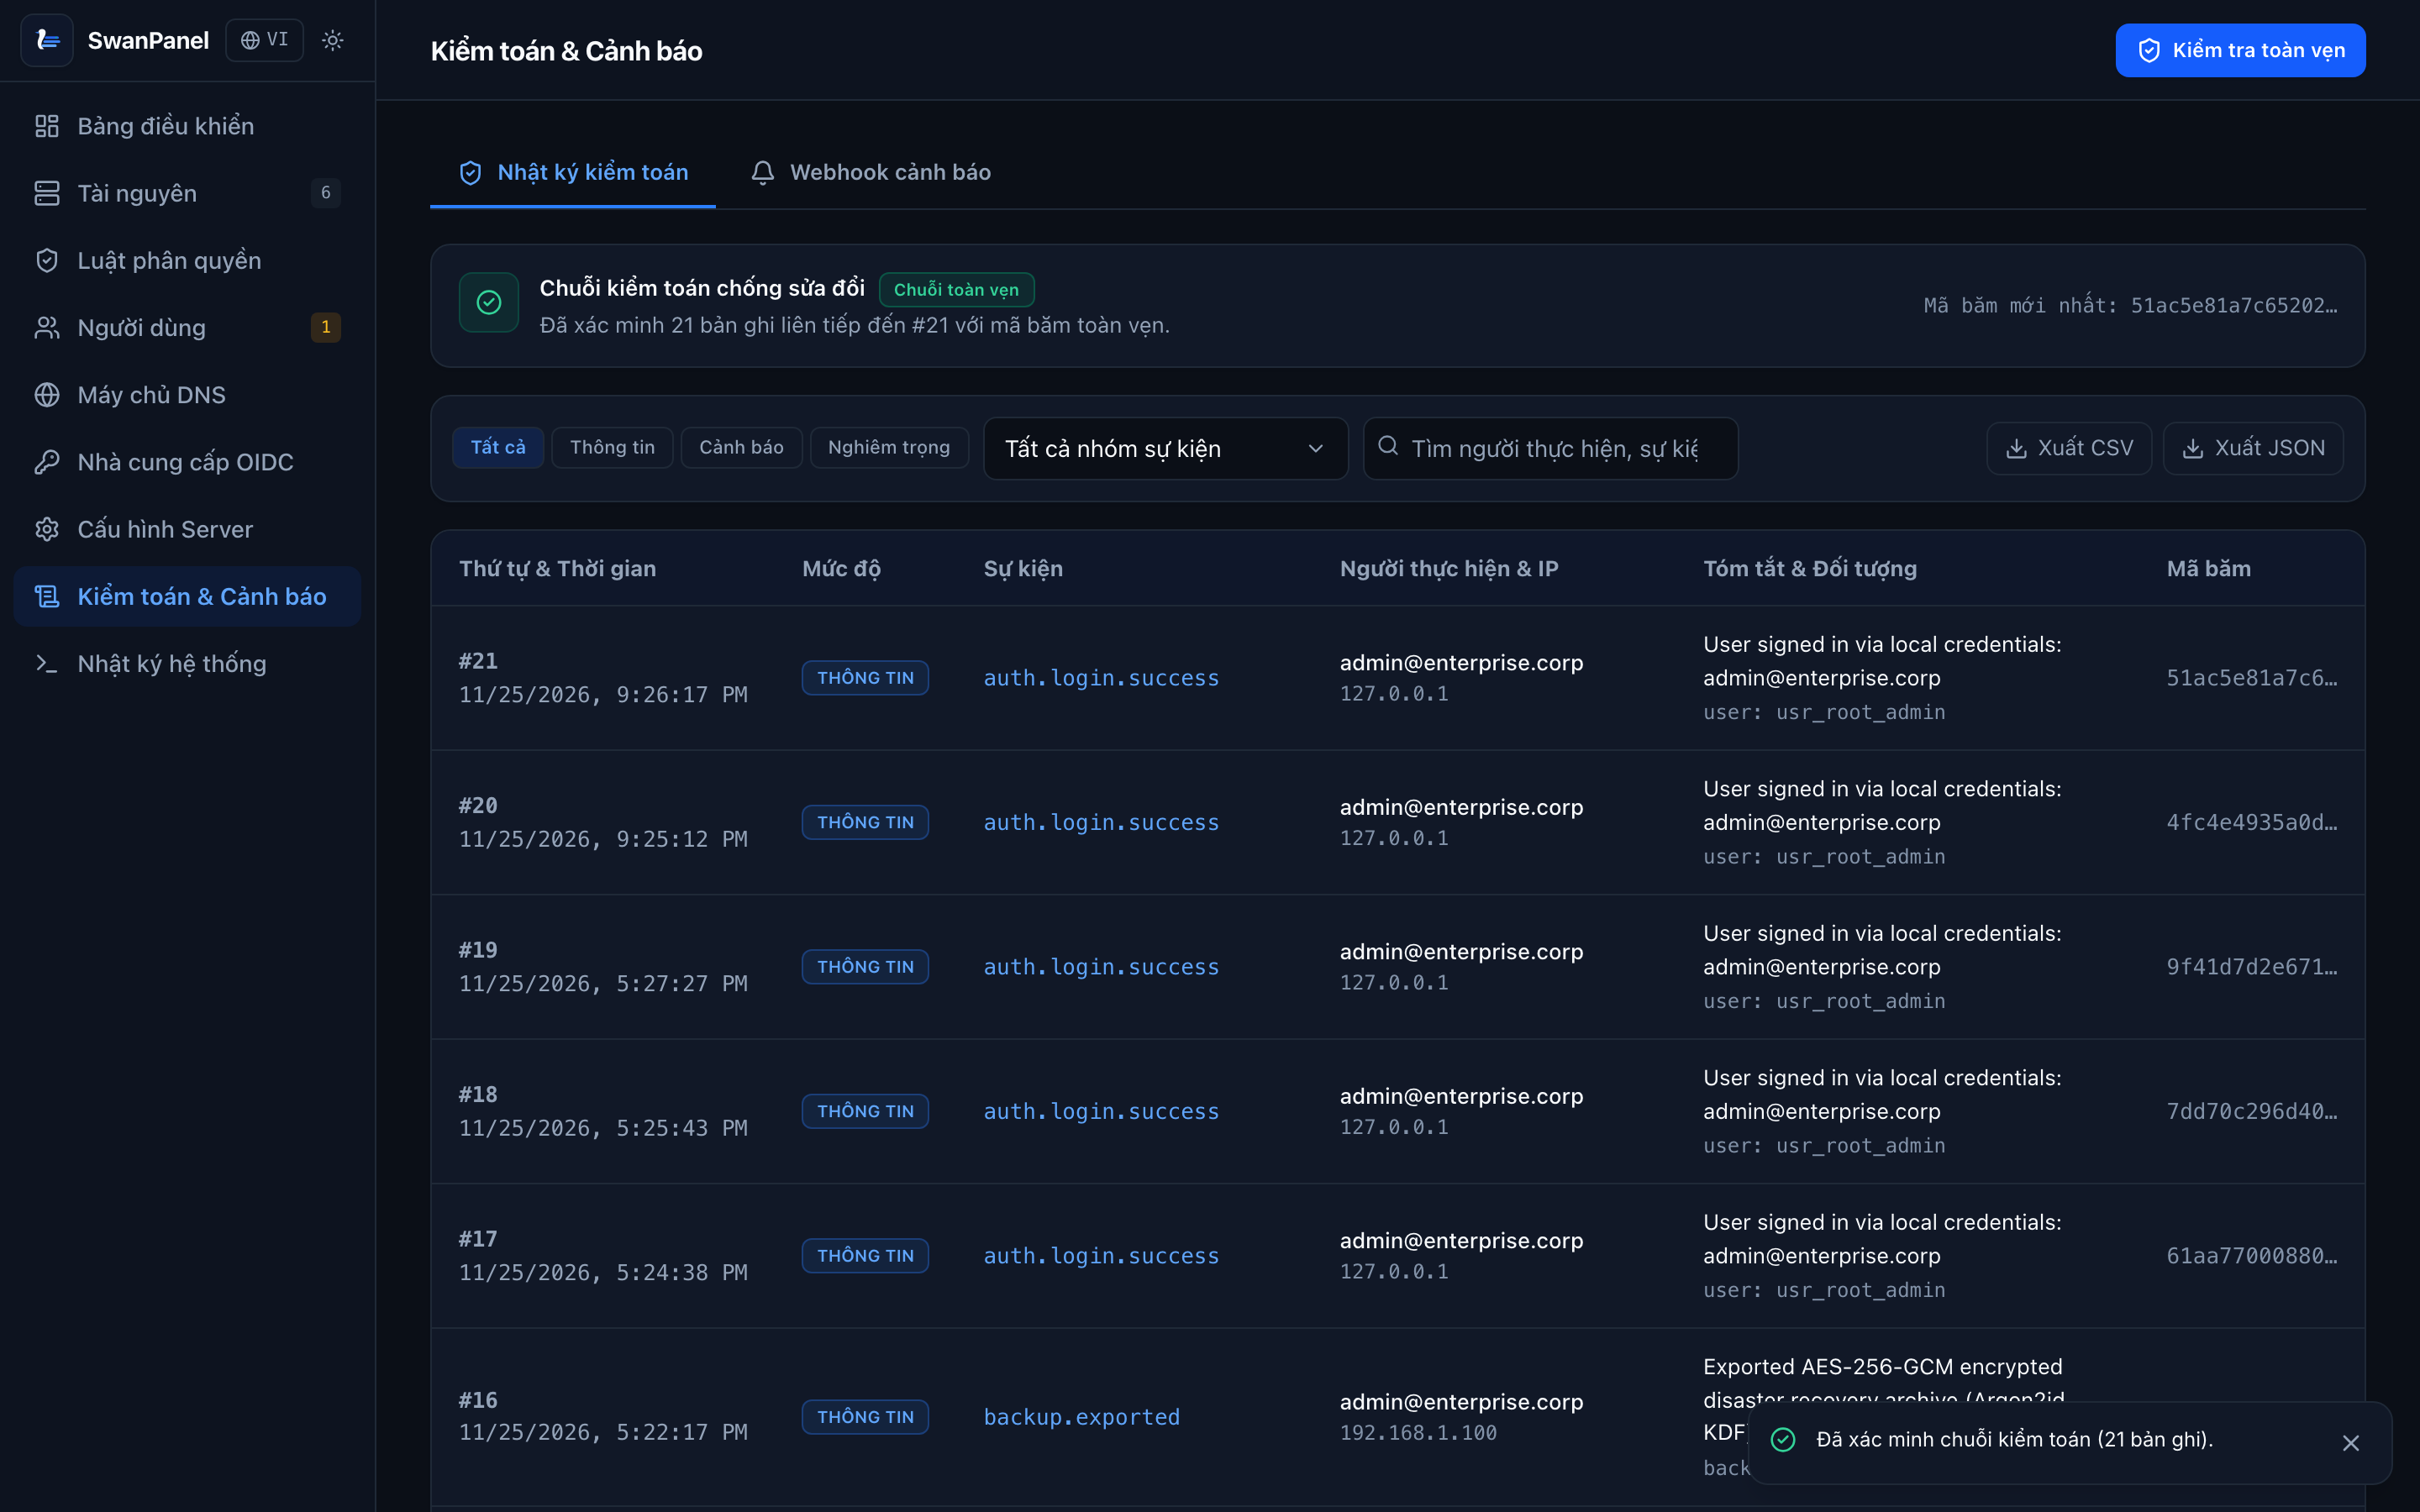 SwanPanel
VI
Bảng điều khiển
Tài nguyên
6
Luật phân quyền
Người dùng
1
Máy chủ DNS
Nhà cung cấp OIDC
Cấu hình Server
Kiểm toán & Cảnh báo
Nhật ký hệ thống
Kiểm toán & Cảnh báo
Kiểm tra toàn vẹn
Nhật ký kiểm toán
Webhook cảnh báo
Chuỗi kiểm toán chống sửa đổi
Chuỗi toàn vẹn
Đã xác minh 21 bản ghi liên tiếp đến #21 với mã băm toàn vẹn.
Mã băm mới nhất: 51ac5e81a7c65202…
Tất cả
Thông tin
Cảnh báo
Nghiêm trọng
Tất cả nhóm sự kiện
Tìm người thực hiện, sự kiế
Xuất CSV
Xuất JSON
Thứ tự & Thời gian
Mức độ
Sự kiện
Người thực hiện & IP
Tóm tắt & Đối tượng
Mã băm
#21
11/25/2026, 9:26:17 PM
THÔNG TIN
auth.login.success
admin@enterprise.corp
127.0.0.1
User signed in via local credentials:
admin@enterprise.corp
user: usr_root_admin
51ac5e81a7c6…
#20
11/25/2026, 9:25:12 PM
THÔNG TIN
auth.login.success
admin@enterprise.corp
127.0.0.1
User signed in via local credentials:
admin@enterprise.corp
user: usr_root_admin
4fc4e4935a0d…
#19
11/25/2026, 5:27:27 PM
THÔNG TIN
auth.login.success
admin@enterprise.corp
127.0.0.1
User signed in via local credentials:
admin@enterprise.corp
user: usr_root_admin
9f41d7d2e671…
#18
11/25/2026, 5:25:43 PM
THÔNG TIN
auth.login.success
admin@enterprise.corp
127.0.0.1
User signed in via local credentials:
admin@enterprise.corp
user: usr_root_admin
7dd70c296d40…
#17
11/25/2026, 5:24:38 PM
THÔNG TIN
auth.login.success
admin@enterprise.corp
127.0.0.1
User signed in via local credentials:
admin@enterprise.corp
user: usr_root_admin
61aa77000880…
#16
11/25/2026, 5:22:17 PM
THÔNG TIN
backup.exported
admin@enterprise.corp
192.168.1.100
Exported AES-256-GCM encrypted
disaster recovery archive (Argon2id
KDF
back
Đã xác minh chuỗi kiểm toán (21 bản ghi).